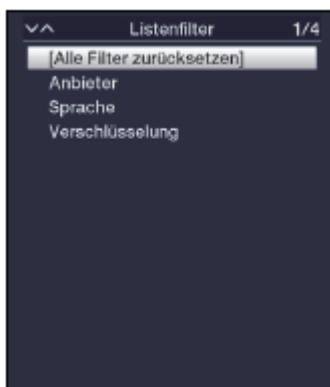 Listenfilter 1/4
[Alle Filter zurücksetzen]
Anbieter
Sprache
Verschlüsselung